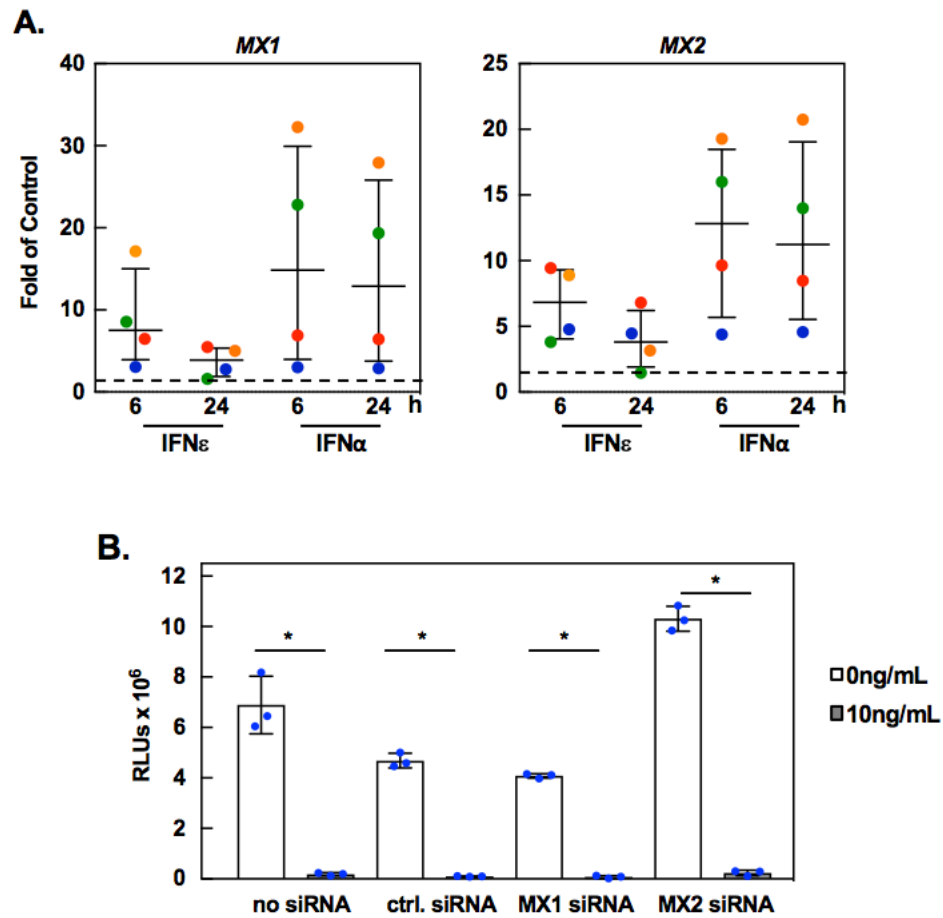 A.
MX1
MX2
Fold of Control
40
30
20
10
0
25
20
15
10
5
0
6 24 6 24 h
IFNε IFNα
6 24 6 24 h
IFNε IFNα
B.
RLUs x 10⁶
12
10
8
6
4
2
0
* * * *
0ng/mL
10ng/mL
no siRNA ctrl. siRNA MX1 siRNA MX2 siRNA